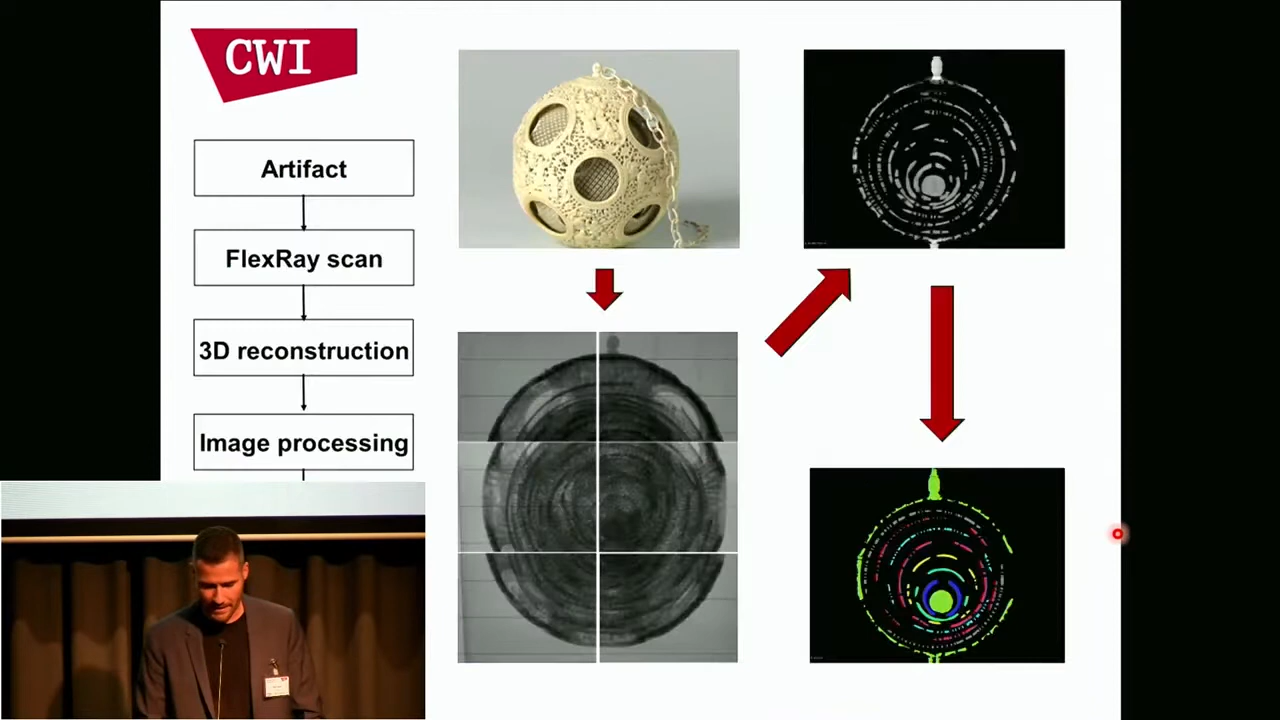 CWI
Artifact
FlexRay scan
3D reconstruction
Image processing